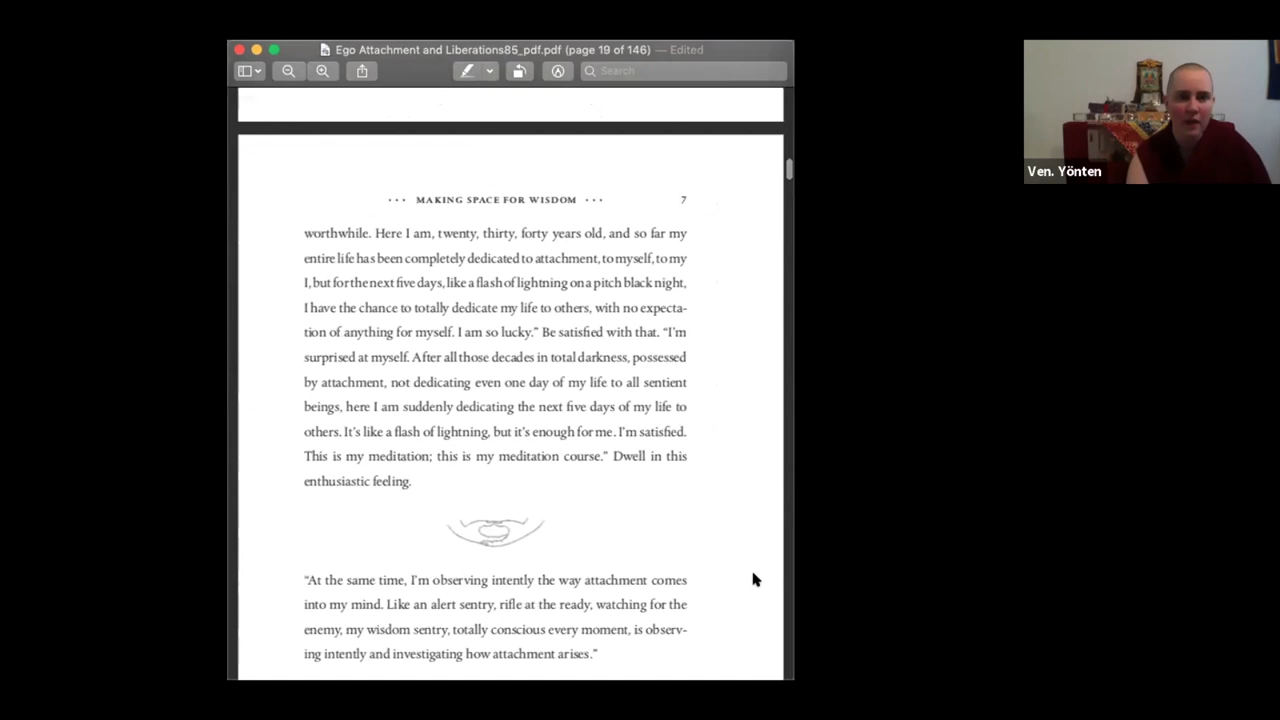 Ego Attachment and Liberations85_pdf.pdf (page 19 of 146) — Edited
Search
··· MAKING SPACE FOR WISDOM ··· 7
worthwhile. Here I am, twenty, thirty, forty years old, and so far my
entire life has been completely dedicated to attachment, to myself, to my
I, but for the next five days, like a flash of lightning on a pitch black night,
I have the chance to totally dedicate my life to others, with no expecta-
tion of anything for myself. I am so lucky.” Be satisfied with that. “I’m
surprised at myself. After all those decades in total darkness, possessed
by attachment, not dedicating even one day of my life to all sentient
beings, here I am suddenly dedicating the next five days of my life to
others. It’s like a flash of lightning, but it’s enough for me. I’m satisfied.
This is my meditation; this is my meditation course.” Dwell in this
enthusiastic feeling.
“At the same time, I’m observing intently the way attachment comes
into my mind. Like an alert sentry, rifle at the ready, watching for the
enemy, my wisdom sentry, totally conscious every moment, is observ-
ing intently and investigating how attachment arises.”
Ven. Yönten